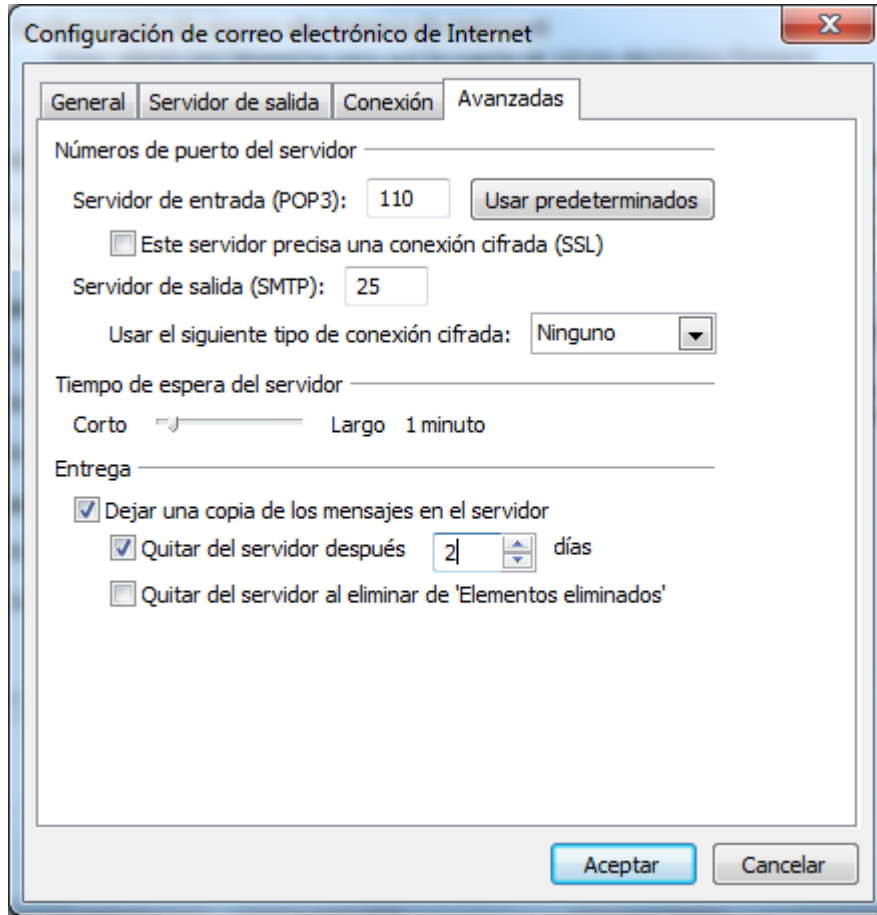 Configuración de correo electrónico de Internet
General Servidor de salida Conexión Avanzadas
Números de puerto del servidor
Servidor de entrada (POP3): 110 Usar predeterminados
Este servidor precisa una conexión cifrada (SSL)
Servidor de salida (SMTP): 25
Usar el siguiente tipo de conexión cifrada: Ninguno
Tiempo de espera del servidor
Corto Largo 1 minuto
Entrega
Dejar una copia de los mensajes en el servidor
Quitar del servidor después 2 días
Quitar del servidor al eliminar de 'Elementos eliminados'
Aceptar Cancelar